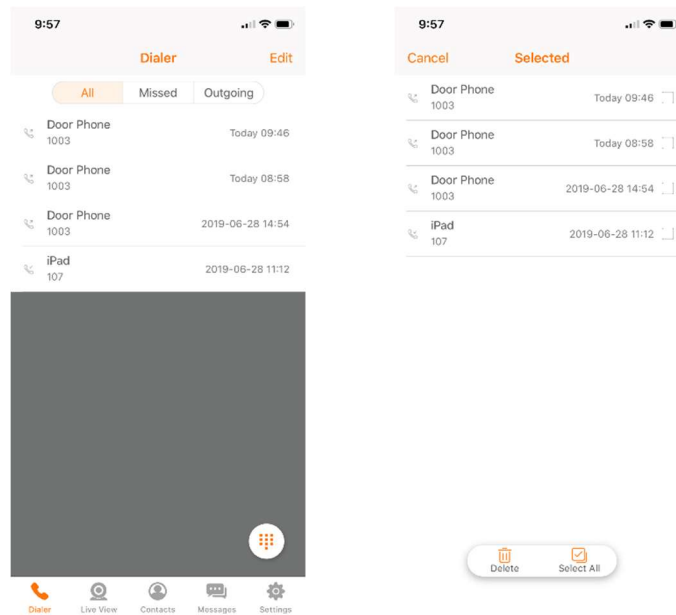 9:57
Dialer
Edit
All
Missed
Outgoing
Door Phone
1003
Today 09:46
Door Phone
1003
Today 08:58
Door Phone
1003
2019-06-28 14:54
iPad
107
2019-06-28 11:12
Dialer
Live View
Contacts
Messages
Settings
9:57
Cancel
Selected
Door Phone
1003
Today 09:46
Door Phone
1003
Today 08:58
Door Phone
1003
2019-06-28 14:54
iPad
107
2019-06-28 11:12
Delete
Select All